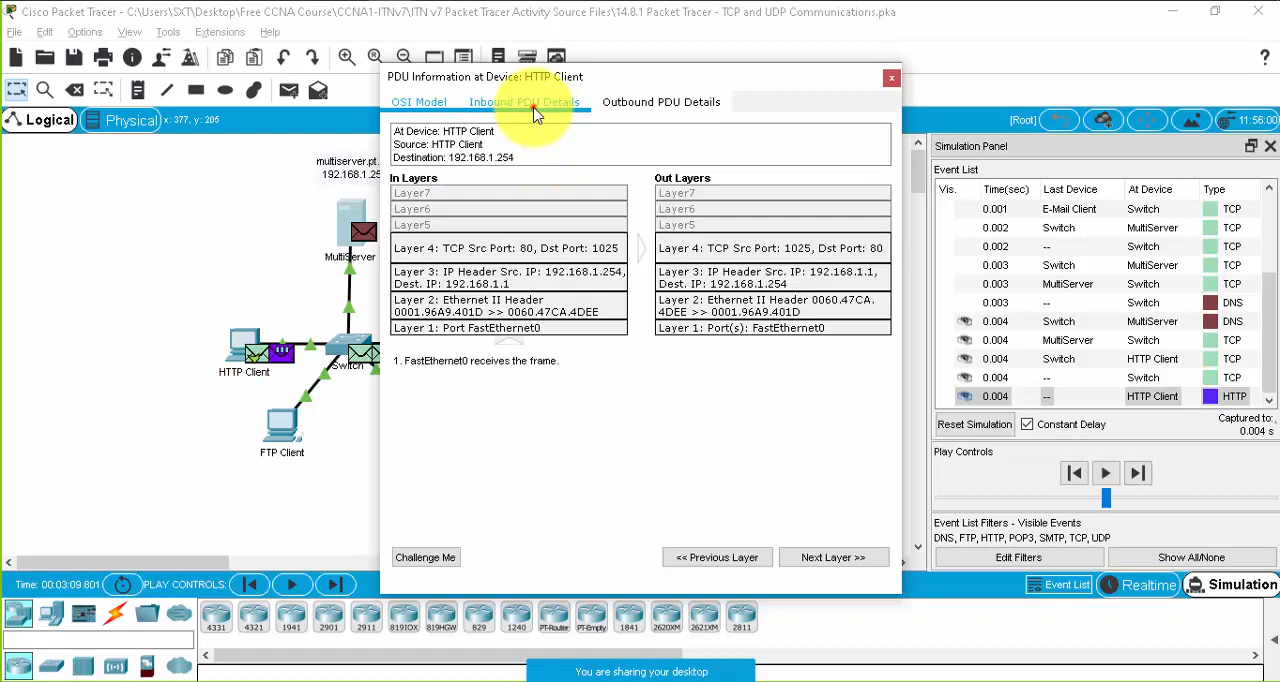 Cisco Packet Tracer - C:\Users\SXT\Desktop\Free CCNA Course\CCNA1-ITNv7\ITN v7 Packet Tracer Activity Source Files\14.8.1 Packet Tracer - TCP and UDP Communications.pka
File Edit Options View Tools Extensions Help
?
Logical Physical x: 377, y: 205 [Root] 11:56:00
PDU Information at Device: HTTP Client
OSI Model Inbound PDU Details Outbound PDU Details
At Device: HTTP Client
Source: HTTP Client
Destination: 192.168.1.254
In Layers
Layer7
Layer6
Layer5
Layer 4: TCP Src Port: 80, Dst Port: 1025
Layer 3: IP Header Src. IP: 192.168.1.254,
Dest. IP: 192.168.1.1
Layer 2: Ethernet II Header
0001.96A9.401D >> 0060.47CA.4DEE
Layer 1: Port FastEthernet0
Out Layers
Layer7
Layer6
Layer5
Layer 4: TCP Src Port: 1025, Dst Port: 80
Layer 3: IP Header Src. IP: 192.168.1.1,
Dest. IP: 192.168.1.254
Layer 2: Ethernet II Header 0060.47CA.
4DEE >> 0001.96A9.401D
Layer 1: Port(s): FastEthernet0
1. FastEthernet0 receives the frame.
Challenge Me << Previous Layer Next Layer >>
multiserver.pt.
192.168.1.25
MultiServer
HTTP Client
Switch
FTP Client
Simulation Panel
Event List
Vis. Time(sec) Last Device At Device Type
0.001 E-Mail Client Switch TCP
0.002 Switch MultiServer TCP
0.002 -- Switch TCP
0.003 Switch MultiServer TCP
0.003 MultiServer Switch TCP
0.003 -- Switch DNS
0.004 Switch MultiServer DNS
0.004 MultiServer Switch TCP
0.004 Switch HTTP Client TCP
0.004 -- Switch TCP
0.004 -- HTTP Client HTTP
Reset Simulation Constant Delay Captured to:
0.004 s
Play Controls
Event List Filters - Visible Events
DNS, FTP, HTTP, POP3, SMTP, TCP, UDP
Edit Filters Show All/None
Time: 00:03:09.801 PLAY CONTROLS: Event List Realtime Simulation
4331 4321 1941 2901 2911 819IOX 819HGW 829 1240 PT-Router PT-Empty 1841 2620XM 2621XM 2811
You are sharing your desktop